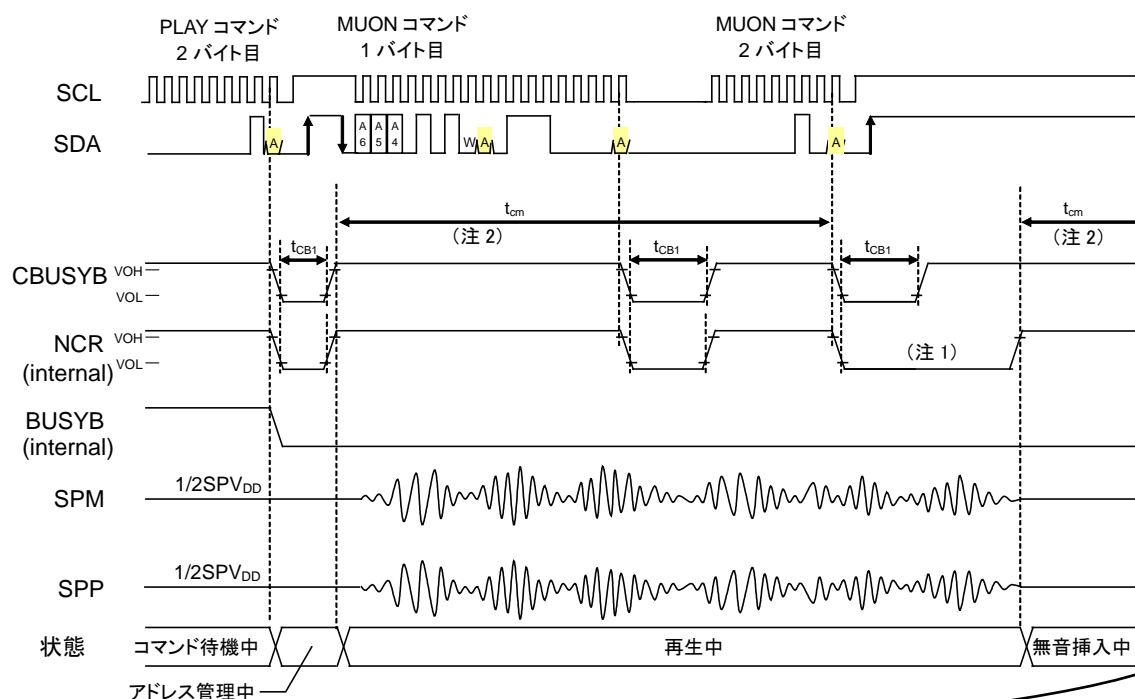 PLAY コマンド
2 バイト目
MUON コマンド
1 バイト目
MUON コマンド
2 バイト目
SCL
SDA
A
A
6
A
5
A
4
W
A
A
A
tcm
(注 2)
tcm
(注 2)
tCB1
tCB1
tCB1
CBUSYB
VOH
VOL
NCR
(internal)
VOH
VOL
(注 1)
BUSYB
(internal)
SPM
1/2SPVDD
SPP
1/2SPVDD
状態
コマンド待機中
再生中
無音挿入中
アドレス管理中